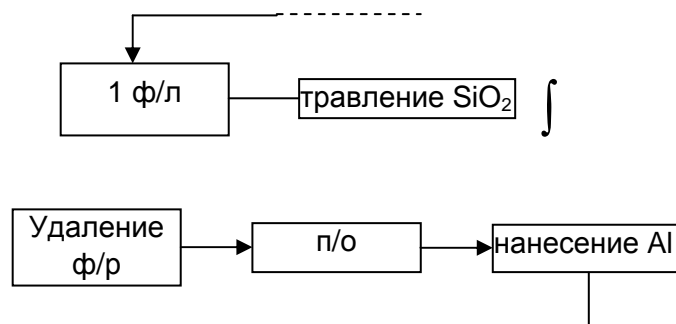 1 ф/л
травление SiO₂ ∫
Удаление
ф/р
п/о
нанесение Al